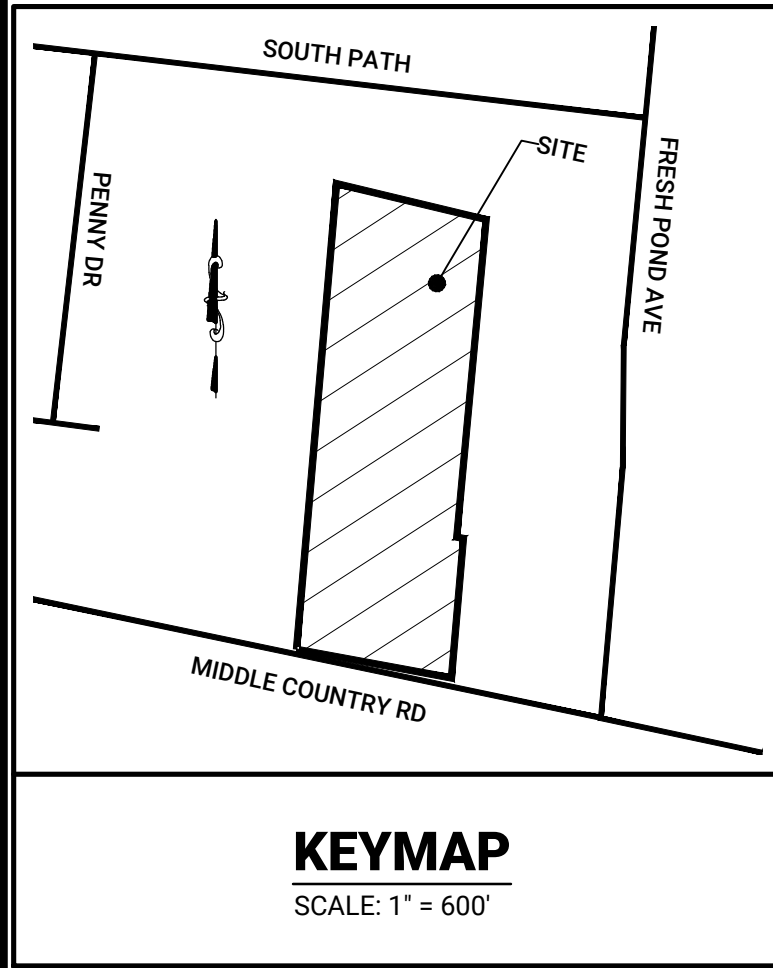 SOUTH PATH
SITE
PENNY DR
FRESH POND AVE
MIDDLE COUNTRY RD
KEYMAP
SCALE: 1" = 600'